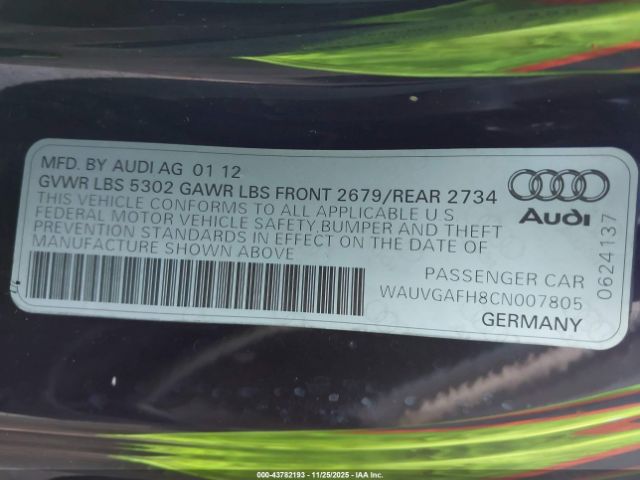 MFD. BY AUDI AG 01 12
GVWR LBS 5302 GAWR LBS FRONT 2679/REAR 2734
THIS VEHICLE CONFORMS TO ALL APPLICABLE U S
FEDERAL MOTOR VEHICLE SAFETY,BUMPER AND THEFT
PREVENTION STANDARDS IN EFFECT ON THE DATE OF
MANUFACTURE SHOWN ABOVE
Audi
0624137
PASSENGER CAR
WAUVGAFH8CN007805
GERMANY
000-43782193 - 11/25/2025 - IAAI, Inc.